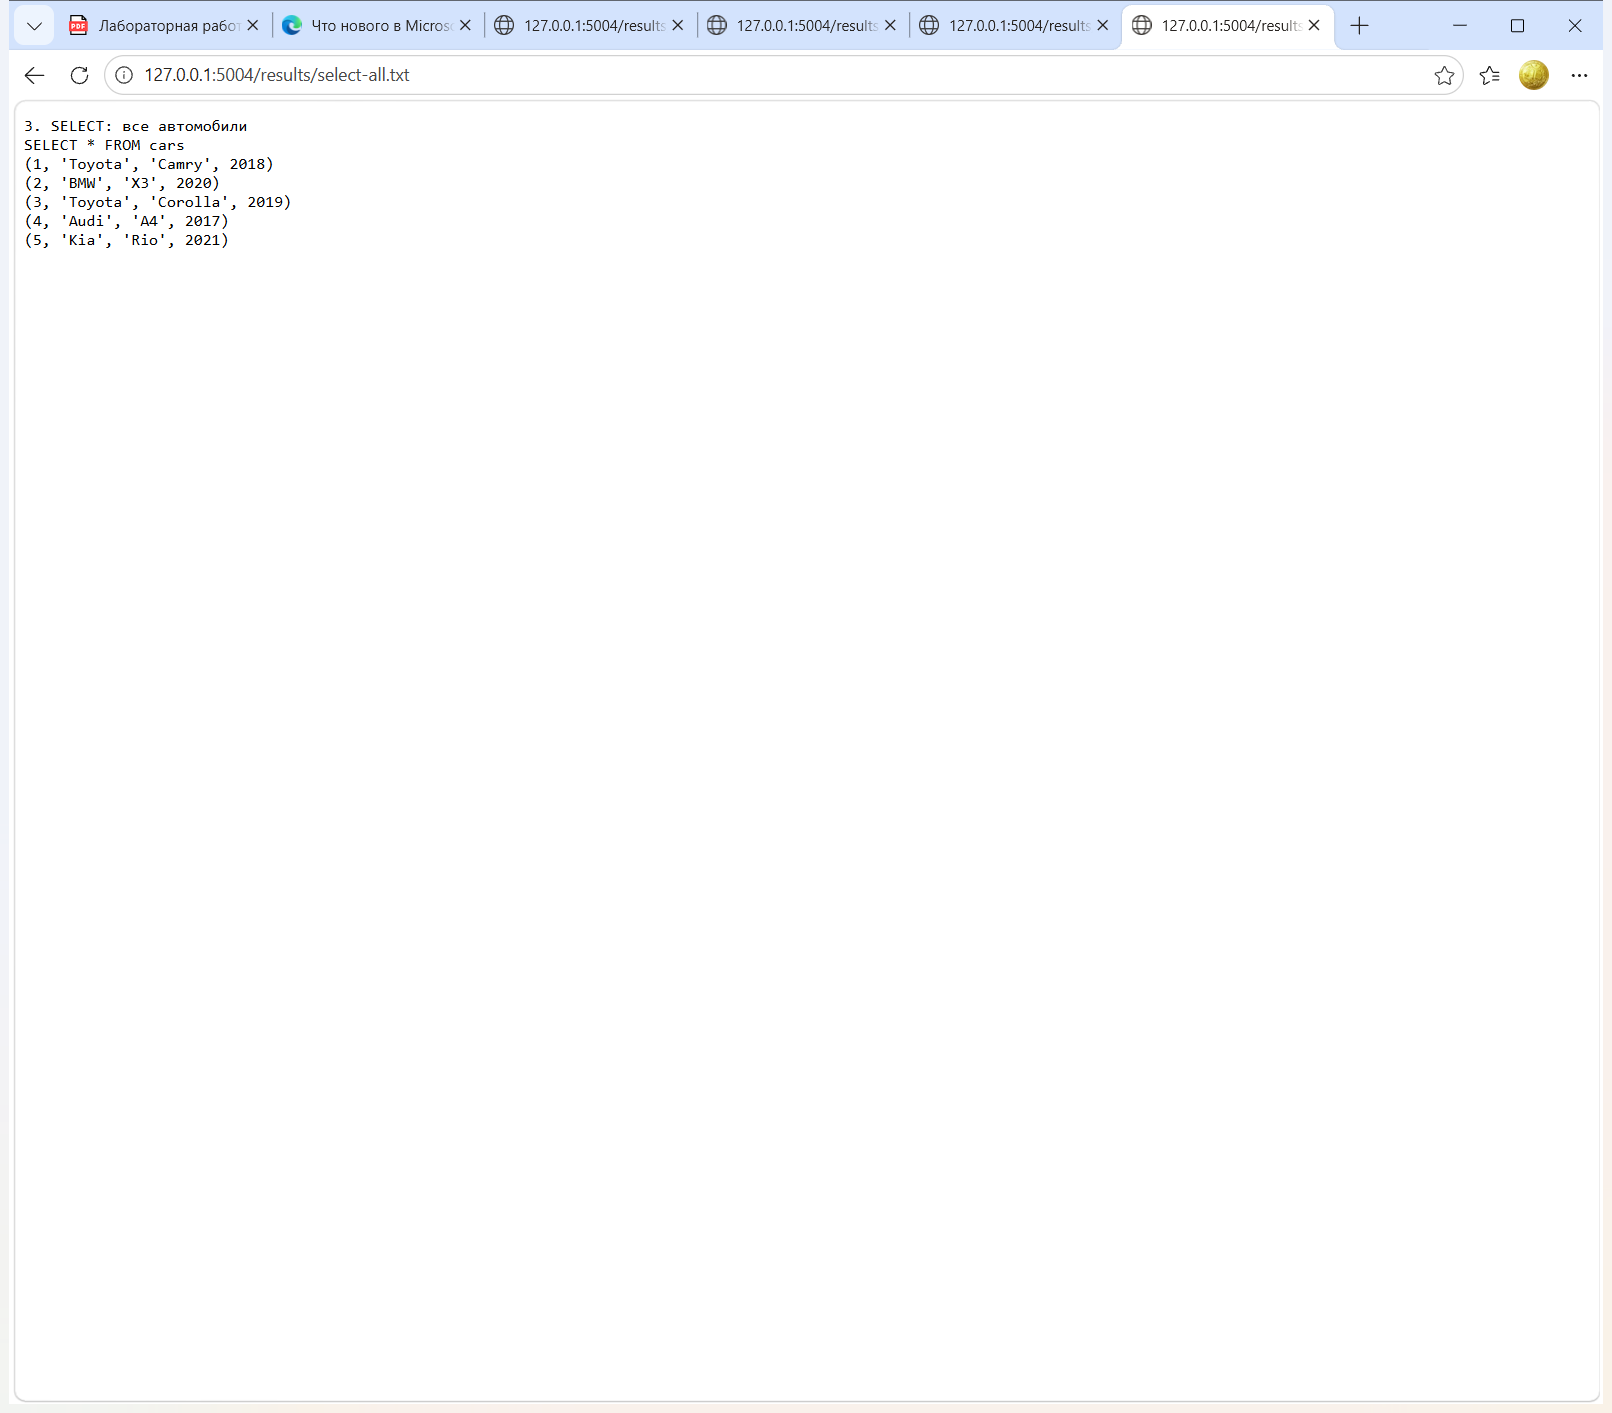 Лабораторная работ
Что нового в Microso
127.0.0.1:5004/results
127.0.0.1:5004/results
127.0.0.1:5004/results
127.0.0.1:5004/results
127.0.0.1:5004/results/select-all.txt
3. SELECT: все автомобили
SELECT * FROM cars
(1, 'Toyota', 'Camry', 2018)
(2, 'BMW', 'X3', 2020)
(3, 'Toyota', 'Corolla', 2019)
(4, 'Audi', 'A4', 2017)
(5, 'Kia', 'Rio', 2021)